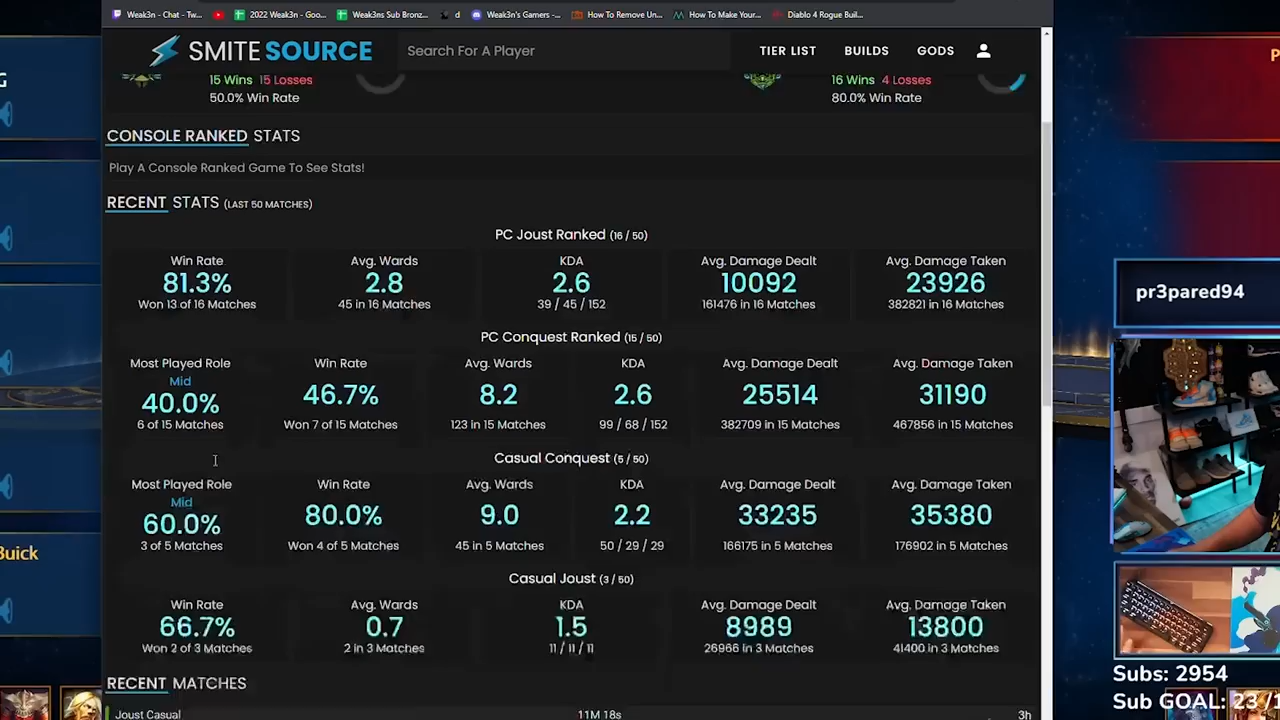 Weak3n - Chat - Tw...
2022 Weak3n - Goo...
Weak3ns Sub Bronz...
d
Weak3n's Gamers -...
How To Remove Un...
How To Make Your...
Diablo 4 Rogue Buil...
SMITE SOURCE
Search For A Player
TIER LIST
BUILDS
GODS
P
G
15 Wins 15 Losses
50.0% Win Rate
16 Wins 4 Losses
80.0% Win Rate
CONSOLE RANKED STATS
Play A Console Ranked Game To See Stats!
RECENT STATS (LAST 50 MATCHES)
PC Joust Ranked (16 / 50)
Win Rate
81.3%
Won 13 of 16 Matches
Avg. Wards
2.8
45 in 16 Matches
KDA
2.6
39 / 45 / 152
Avg. Damage Dealt
10092
161476 in 16 Matches
Avg. Damage Taken
23926
382821 in 16 Matches
PC Conquest Ranked (15 / 50)
Most Played Role
Mid
40.0%
6 of 15 Matches
Win Rate
46.7%
Won 7 of 15 Matches
Avg. Wards
8.2
123 in 15 Matches
KDA
2.6
99 / 68 / 152
Avg. Damage Dealt
25514
382709 in 15 Matches
Avg. Damage Taken
31190
467856 in 15 Matches
Casual Conquest (5 / 50)
Most Played Role
Mid
60.0%
3 of 5 Matches
Win Rate
80.0%
Won 4 of 5 Matches
Avg. Wards
9.0
45 in 5 Matches
KDA
2.2
50 / 29 / 29
Avg. Damage Dealt
33235
166175 in 5 Matches
Avg. Damage Taken
35380
176902 in 5 Matches
Casual Joust (3 / 50)
Win Rate
66.7%
Won 2 of 3 Matches
Avg. Wards
0.7
2 in 3 Matches
KDA
1.5
11 / 11 / 11
Avg. Damage Dealt
8989
26966 in 3 Matches
Avg. Damage Taken
13800
41400 in 3 Matches
RECENT MATCHES
Joust Casual
11M 18s
3h
pr3pared94
Buick
Subs: 2954
Sub GOAL: 23 /1